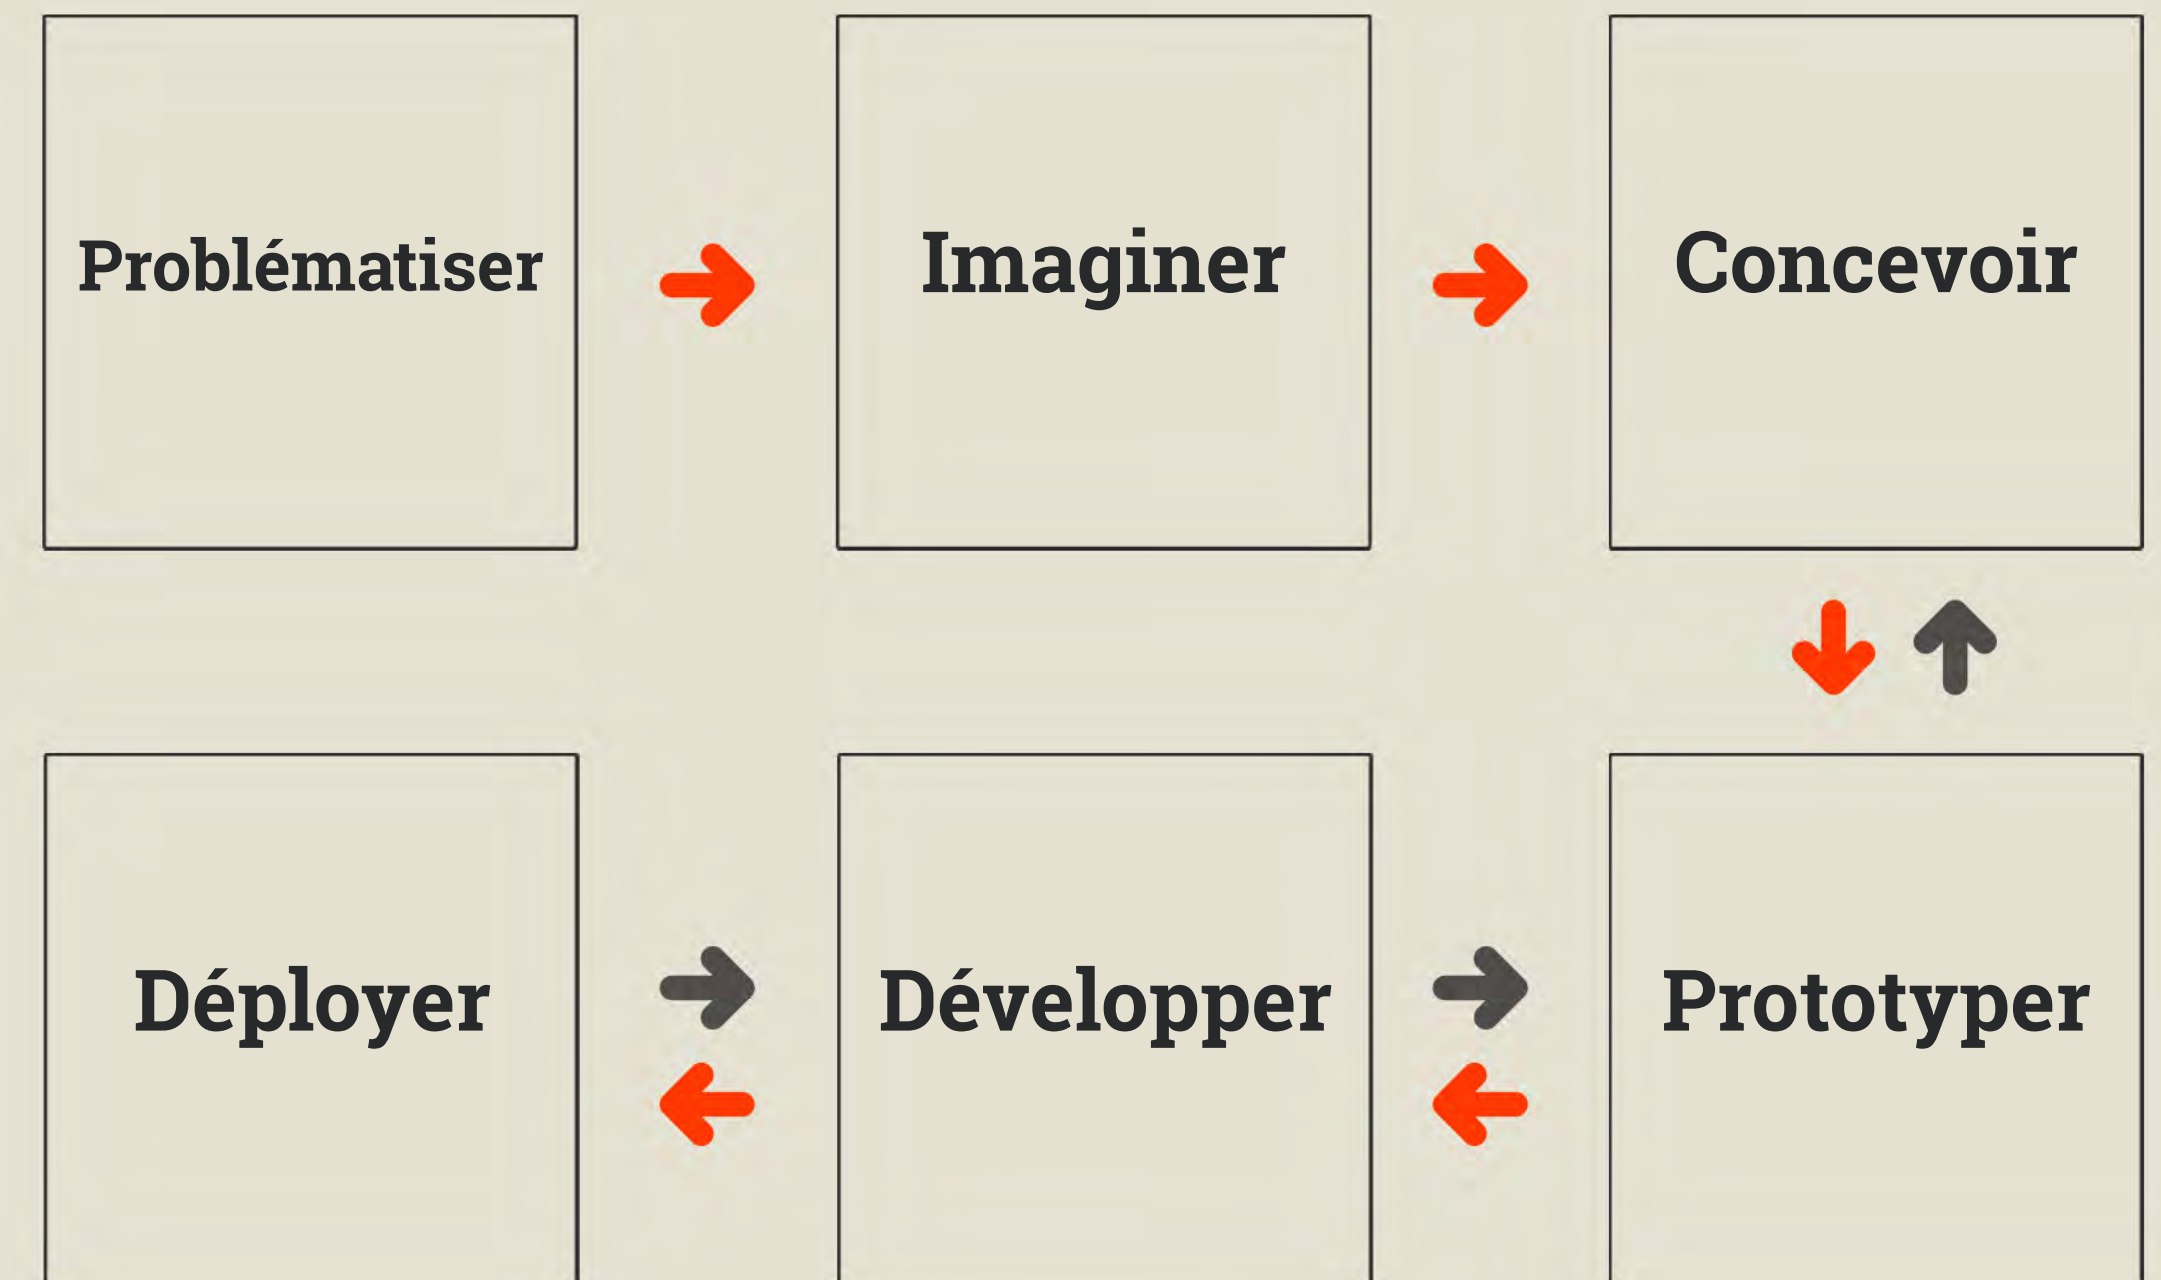 Problématiser
Imaginer
Concevoir
Déployer
Développer
Prototyper